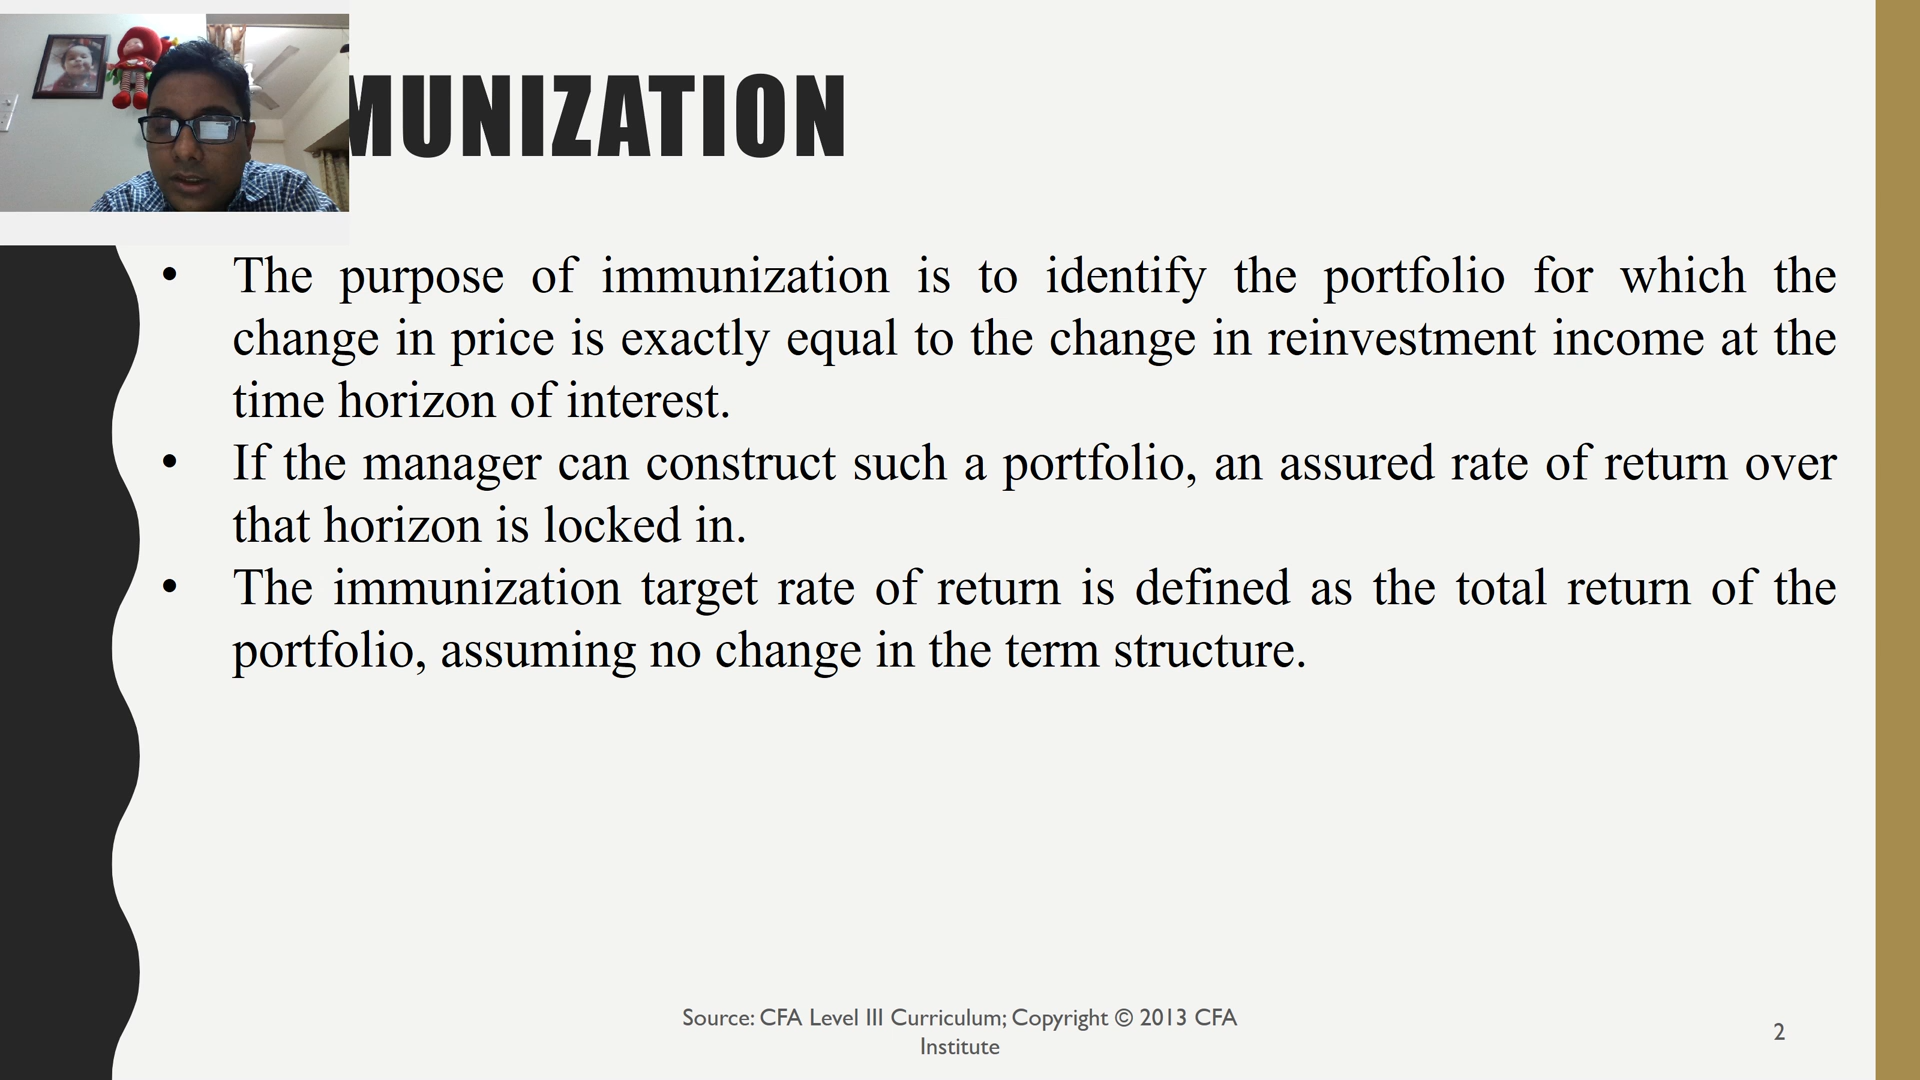 MUNIZATION
• The purpose of immunization is to identify the portfolio for which the
change in price is exactly equal to the change in reinvestment income at the
time horizon of interest.
• If the manager can construct such a portfolio, an assured rate of return over
that horizon is locked in.
• The immunization target rate of return is defined as the total return of the
portfolio, assuming no change in the term structure.
Source: CFA Level III Curriculum; Copyright © 2013 CFA
Institute
2